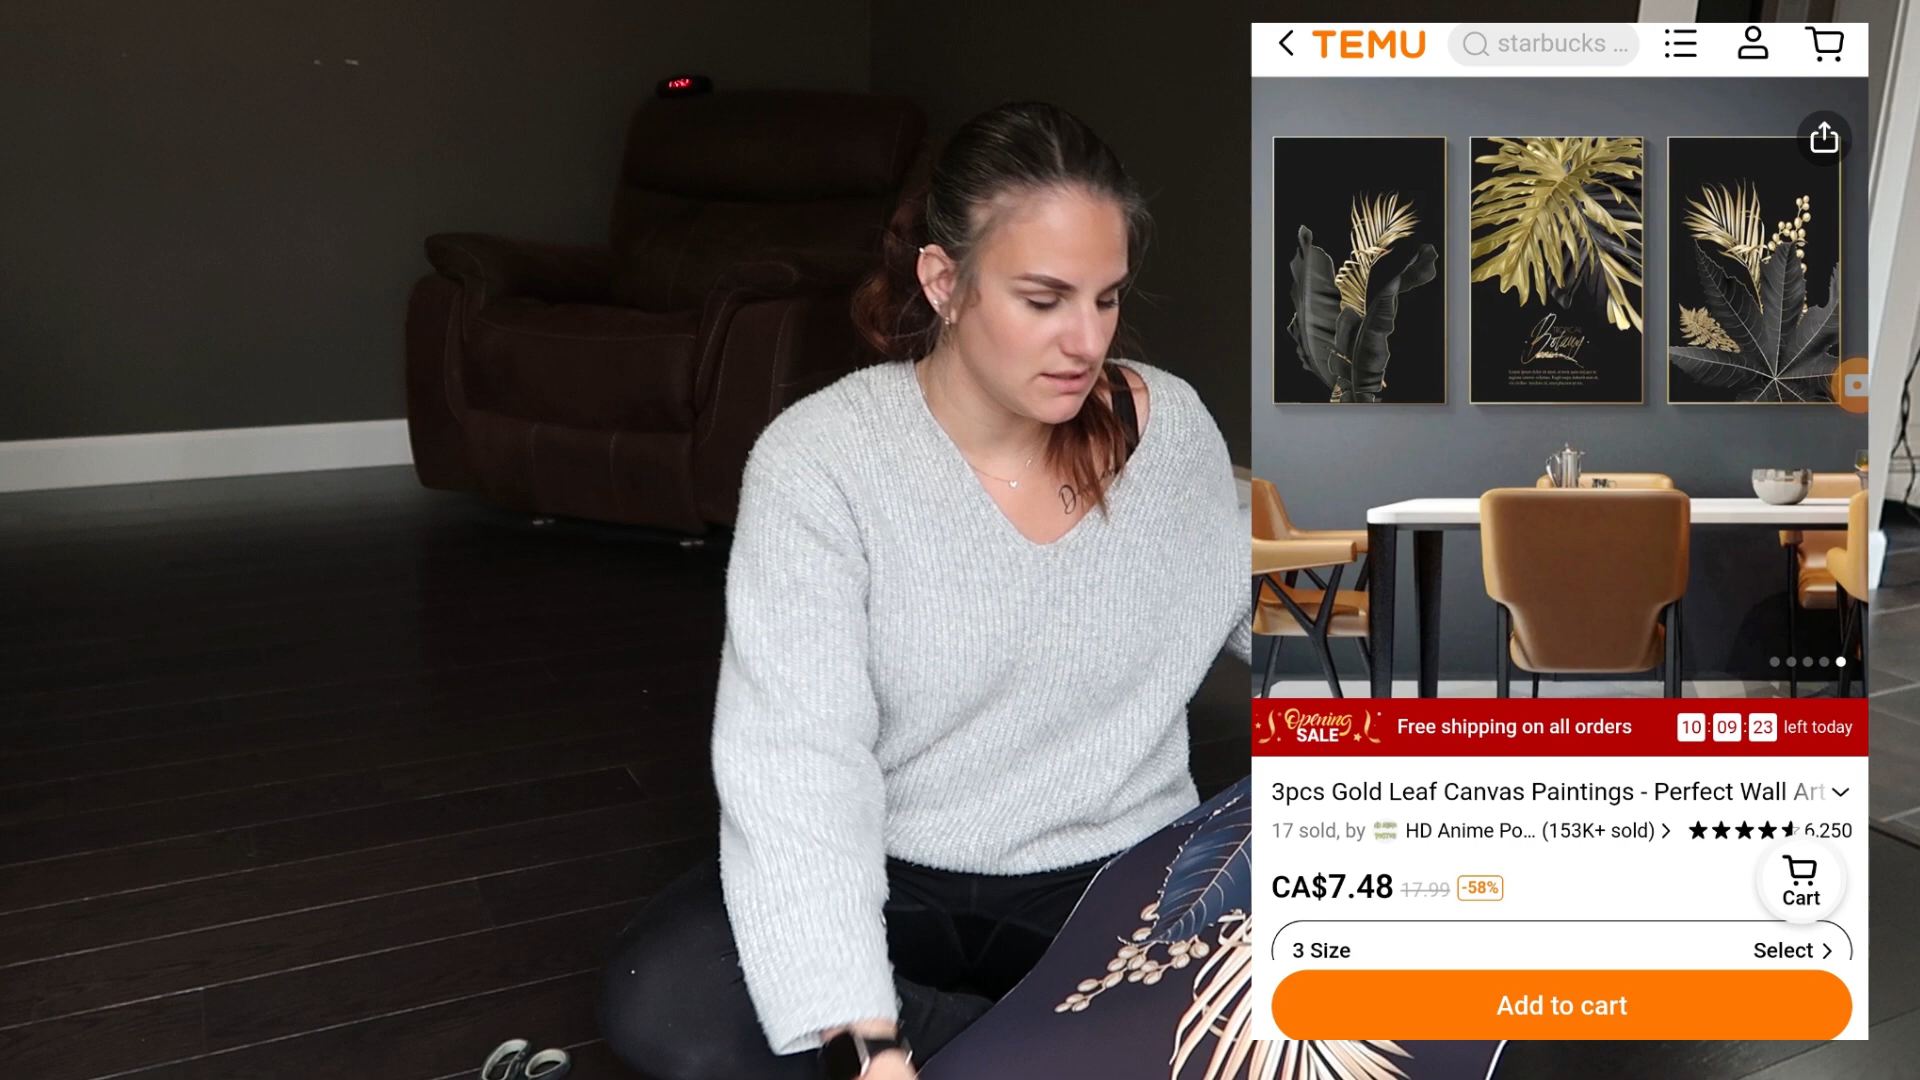 TEMU
starbucks ...
TROPICAL
Botany
Opening
SALE
Free shipping on all orders
10:09:23 left today
3pcs Gold Leaf Canvas Paintings - Perfect Wall Art
17 sold, by HD Anime Po... (153K+ sold) 6,250
CA$7.48 17.99 -58%
Cart
3 Size
Select
Add to cart